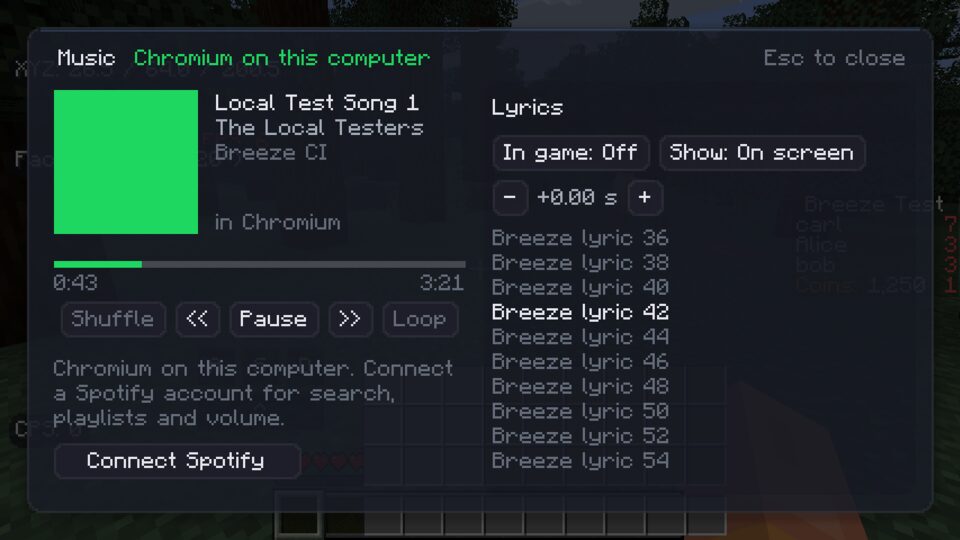 Music Chromium on this computer
Esc to close
Local Test Song 1
The Local Testers
Breeze CI
in Chromium
0:43
3:21
Shuffle
<<
Pause
>>
Loop
Chromium on this computer. Connect
a Spotify account for search,
playlists and volume.
Connect Spotify
Lyrics
In game: Off
Show: On screen
- +0.00 s +
Breeze lyric 36
Breeze lyric 38
Breeze lyric 40
Breeze lyric 42
Breeze lyric 44
Breeze lyric 46
Breeze lyric 48
Breeze lyric 50
Breeze lyric 52
Breeze lyric 54
Breeze Test
carl 7
Alice 3
bob 3
Coins: 1,250 1